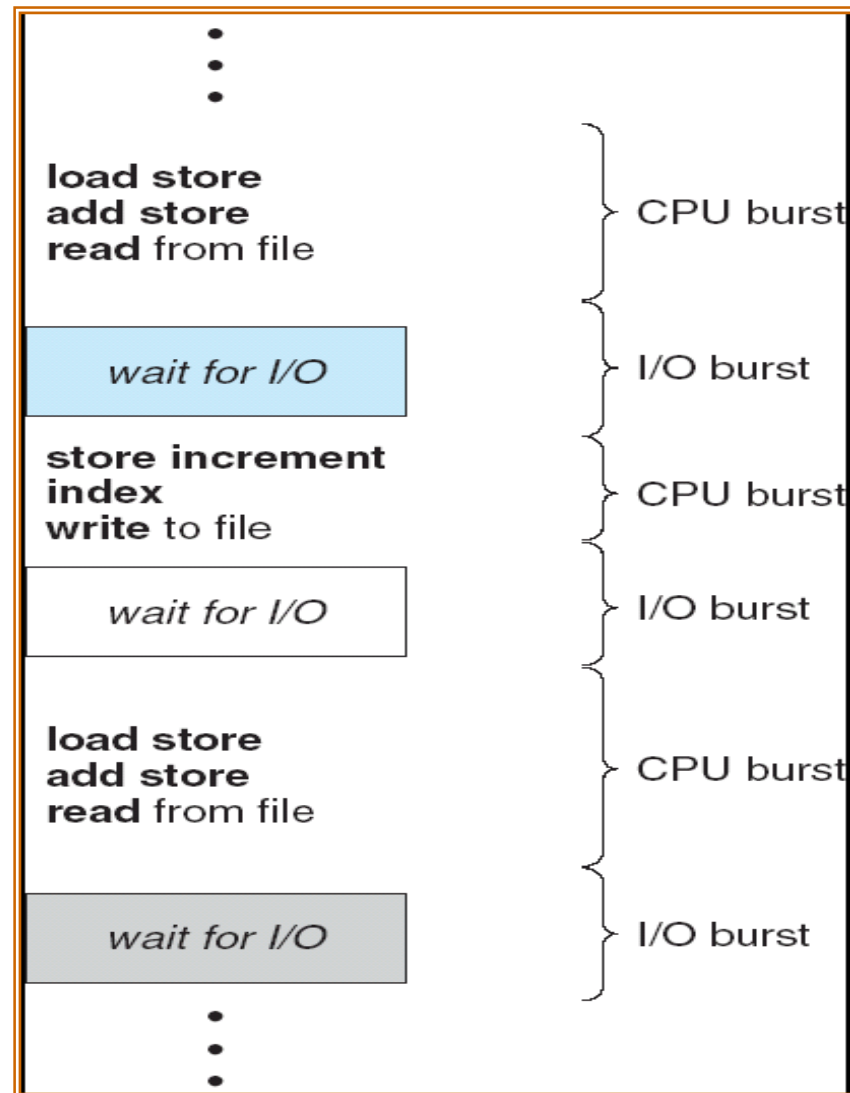 load store
add store
read from file
CPU burst
wait for I/O
I/O burst
store increment
index
write to file
CPU burst
wait for I/O
I/O burst
load store
add store
read from file
CPU burst
wait for I/O
I/O burst